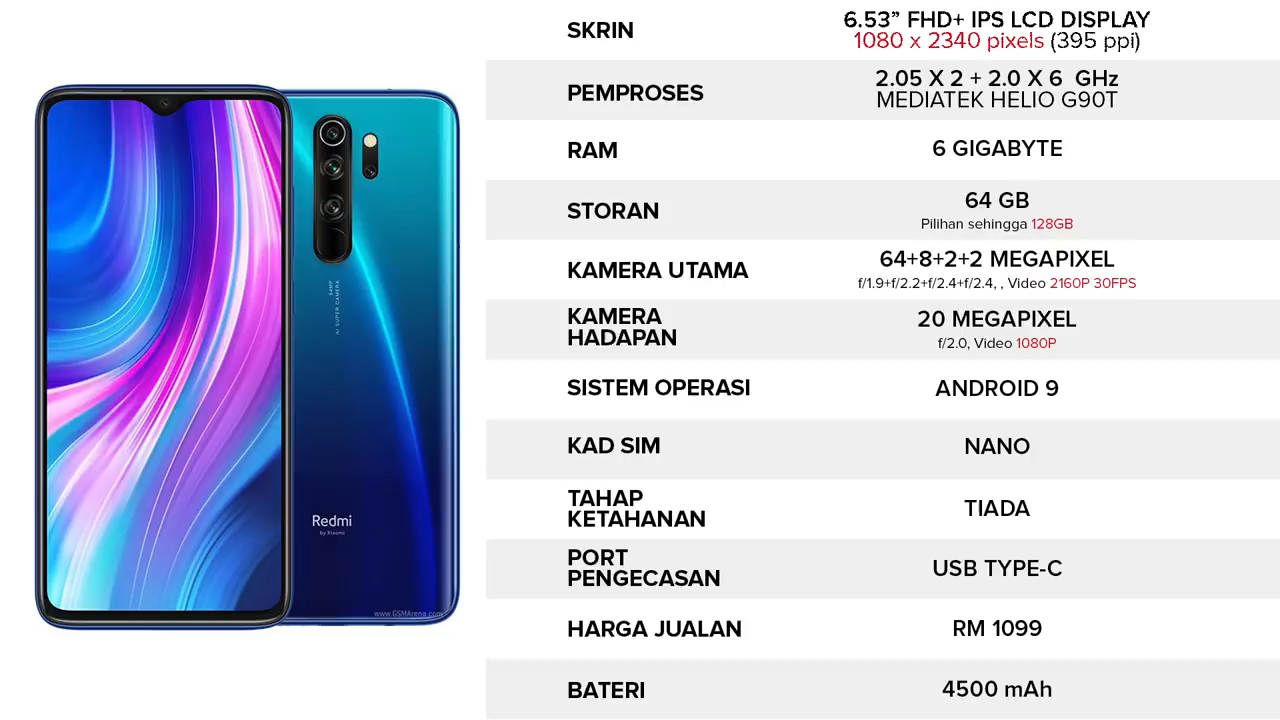 SKRIN
6.53” FHD+ IPS LCD DISPLAY
1080 x 2340 pixels (395 ppi)
PEMPROSES
2.05 X 2 + 2.0 X 6 GHz
MEDIATEK HELIO G90T
RAM
6 GIGABYTE
STORAN
64 GB
Pilihan sehingga 128GB
KAMERA UTAMA
64+8+2+2 MEGAPIXEL
f/1.9+f/2.2+f/2.4+f/2.4, , Video 2160P 30FPS
KAMERA
HADAPAN
20 MEGAPIXEL
f/2.0, Video 1080P
SISTEM OPERASI
ANDROID 9
KAD SIM
NANO
TAHAP
KETAHANAN
TIADA
PORT
PENGECASAN
USB TYPE-C
HARGA JUALAN
RM 1099
BATERI
4500 mAh
64MP
AI SUPER CAMERA
Redmi
by Xiaomi
www.GSMArena.com